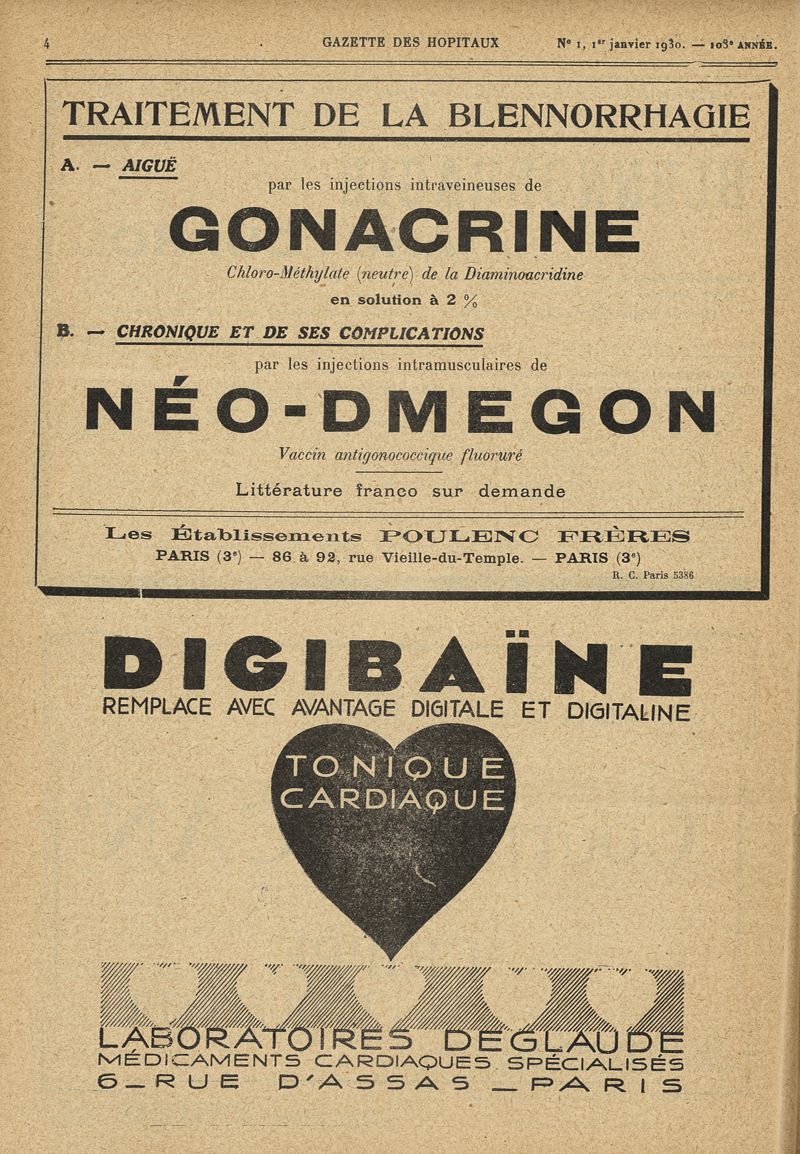 4
GAZETTE DES HOPITAUX
Nº 1, 1er janvier 1930. — 103e ANNÉE.
TRAITEMENT DE LA BLENNORRHAGIE
A. — AIGUË
par les injections intraveineuses de
GONACRINE
Chloro-Méthylate (neutre) de la Diaminoacridine
en solution à 2 %
B. — CHRONIQUE ET DE SES COMPLICATIONS
par les injections intramusculaires de
NÉO-DMEGON
Vaccin antigonococcique fluoruré
Littérature franco sur demande
Les Établissements POULENC FRÈRES
PARIS (3e) — 86 à 92, rue Vieille-du-Temple. — PARIS (3e)
R. C. Paris 5386
DIGIBAÏNE
REMPLACE AVEC AVANTAGE DIGITALE ET DIGITALINE
TONIQUE
CARDIAQUE
LABORATOIRES DEGLAUDE
MÉDICAMENTS CARDIAQUES SPÉCIALISÉS
6_RUE D'ASSAS_PARIS